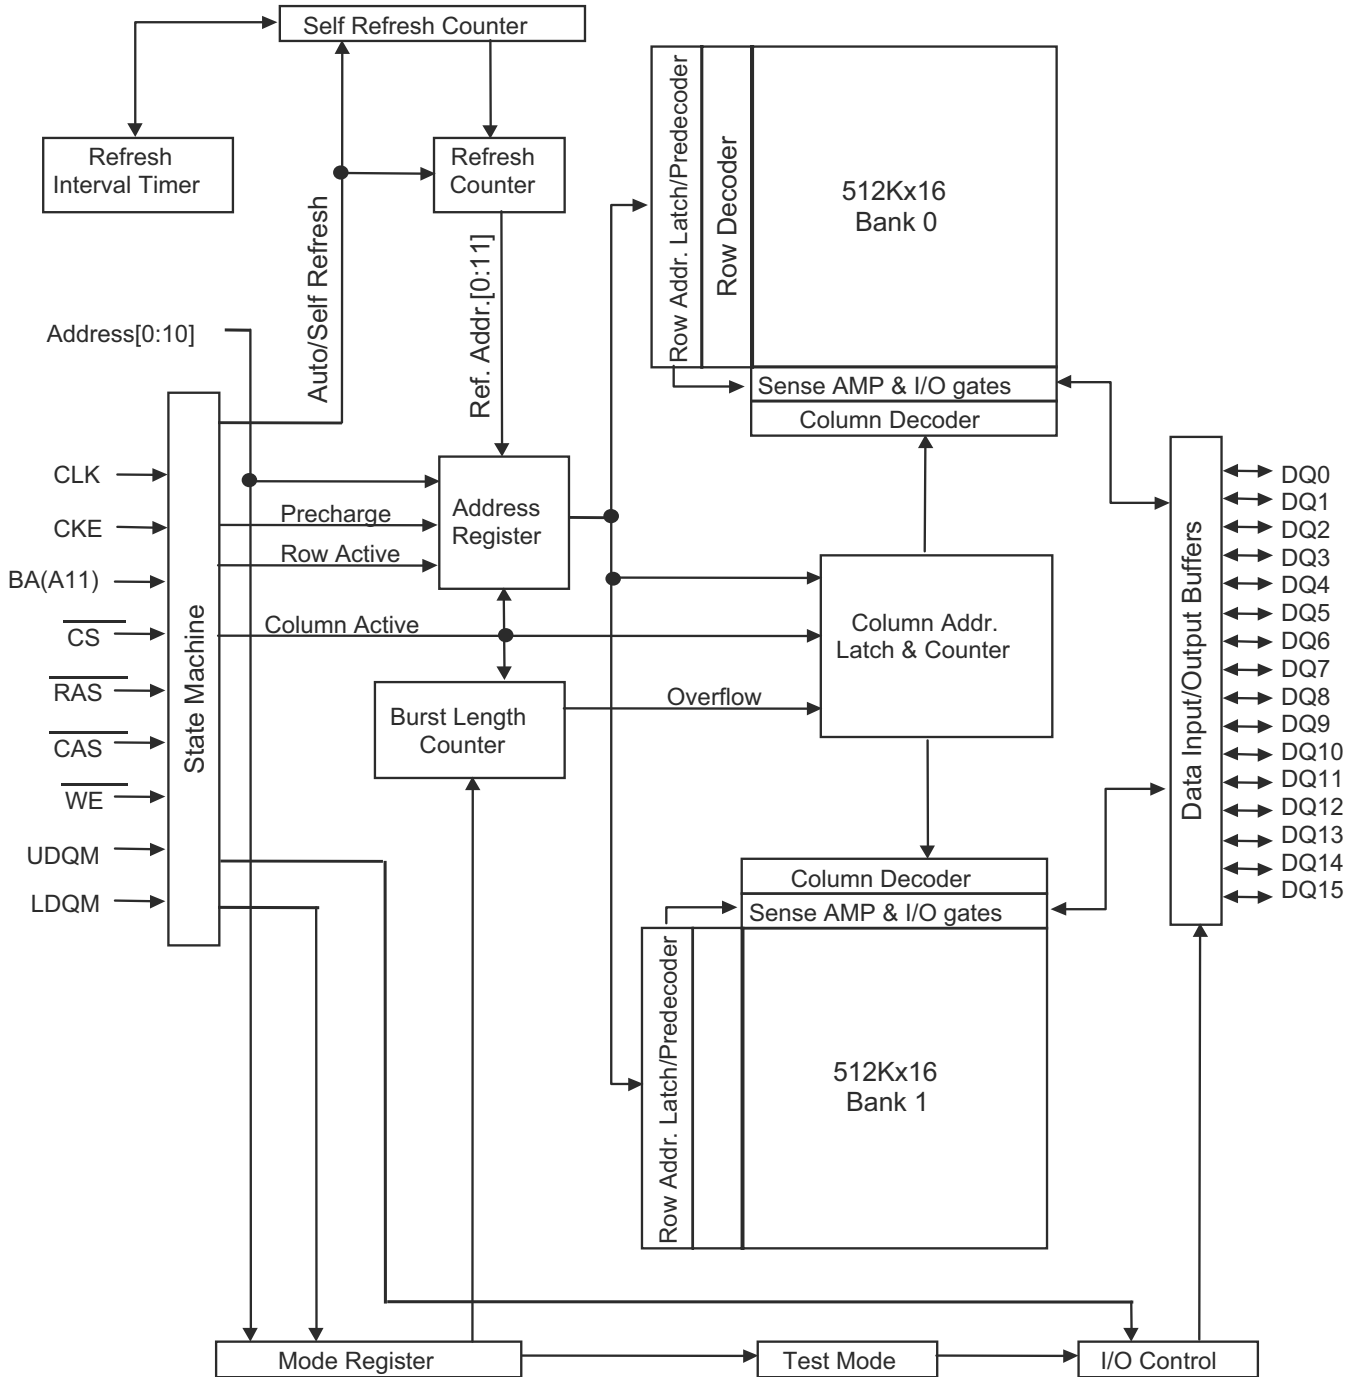 Self Refresh Counter
Refresh
Interval Timer
Refresh
Counter
Auto/Self Refresh
Ref. Addr.[0:11]
Row Addr. Latch/Predecoder
Row Decoder
512Kx16
Bank 0
Sense AMP & I/O gates
Column Decoder
Address[0:10]
CLK
CKE
BA(A11)
CS
RAS
CAS
WE
UDQM
LDQM
State Machine
Precharge
Row Active
Column Active
Address
Register
Burst Length
Counter
Overflow
Column Addr.
Latch & Counter
Data Input/Output Buffers
DQ0
DQ1
DQ2
DQ3
DQ4
DQ5
DQ6
DQ7
DQ8
DQ9
DQ10
DQ11
DQ12
DQ13
DQ14
DQ15
Column Decoder
Sense AMP & I/O gates
Row Addr. Latch/Predecoder
512Kx16
Bank 1
Mode Register
Test Mode
I/O Control